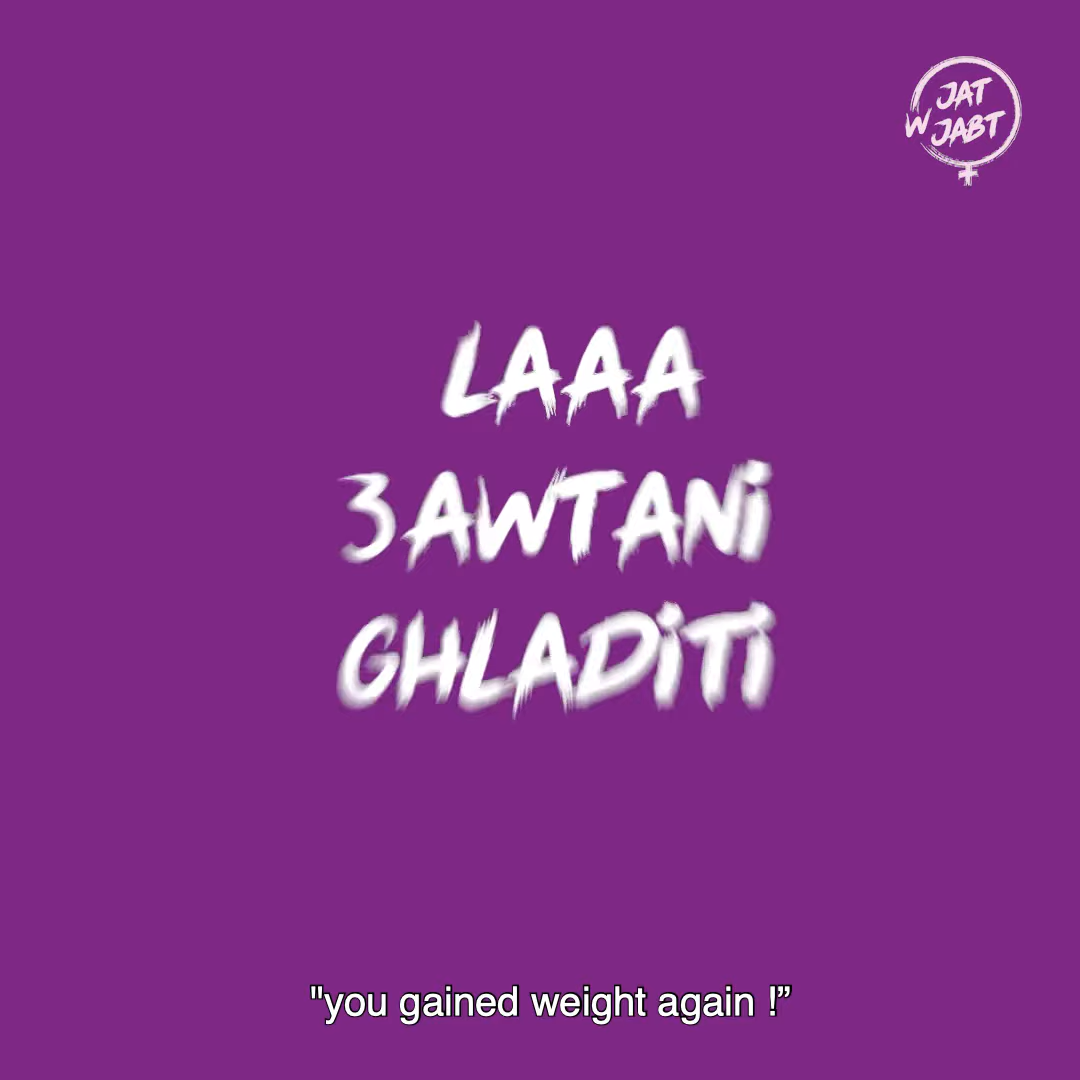 JAT
W JABT
LAAA
3AWTANi
GHLADiTi
"you gained weight again !”